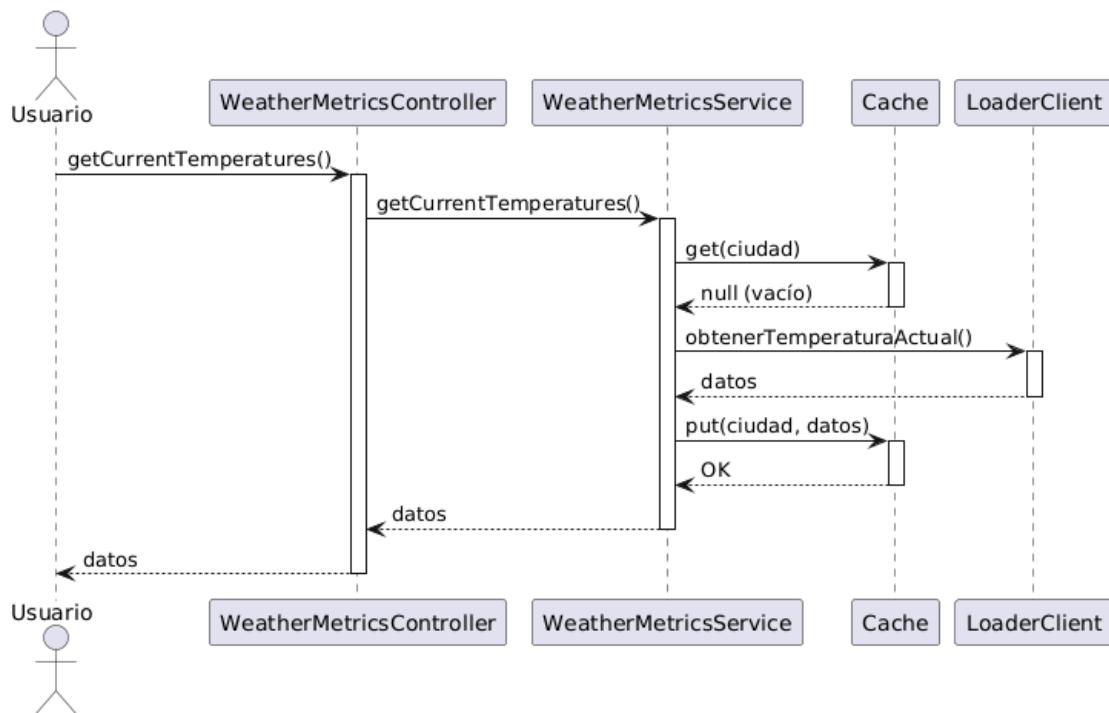 Usuario
WeatherMetricsController
WeatherMetricsService
Cache
LoaderClient
getCurrentTemperatures()
getCurrentTemperatures()
get(ciudad)
null (vacío)
obtenerTemperaturaActual()
datos
put(ciudad, datos)
OK
datos
datos
Usuario
WeatherMetricsController
WeatherMetricsService
Cache
LoaderClient